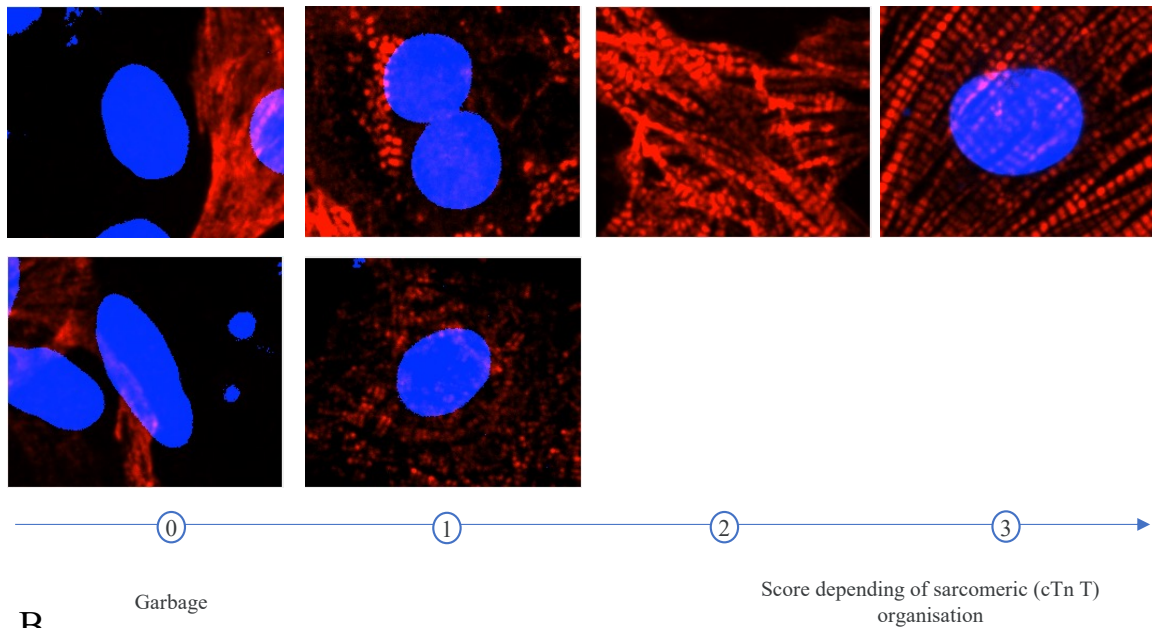 0
1
2
3
Garbage
Score depending of sarcomeric (cTn T)
organisation
B